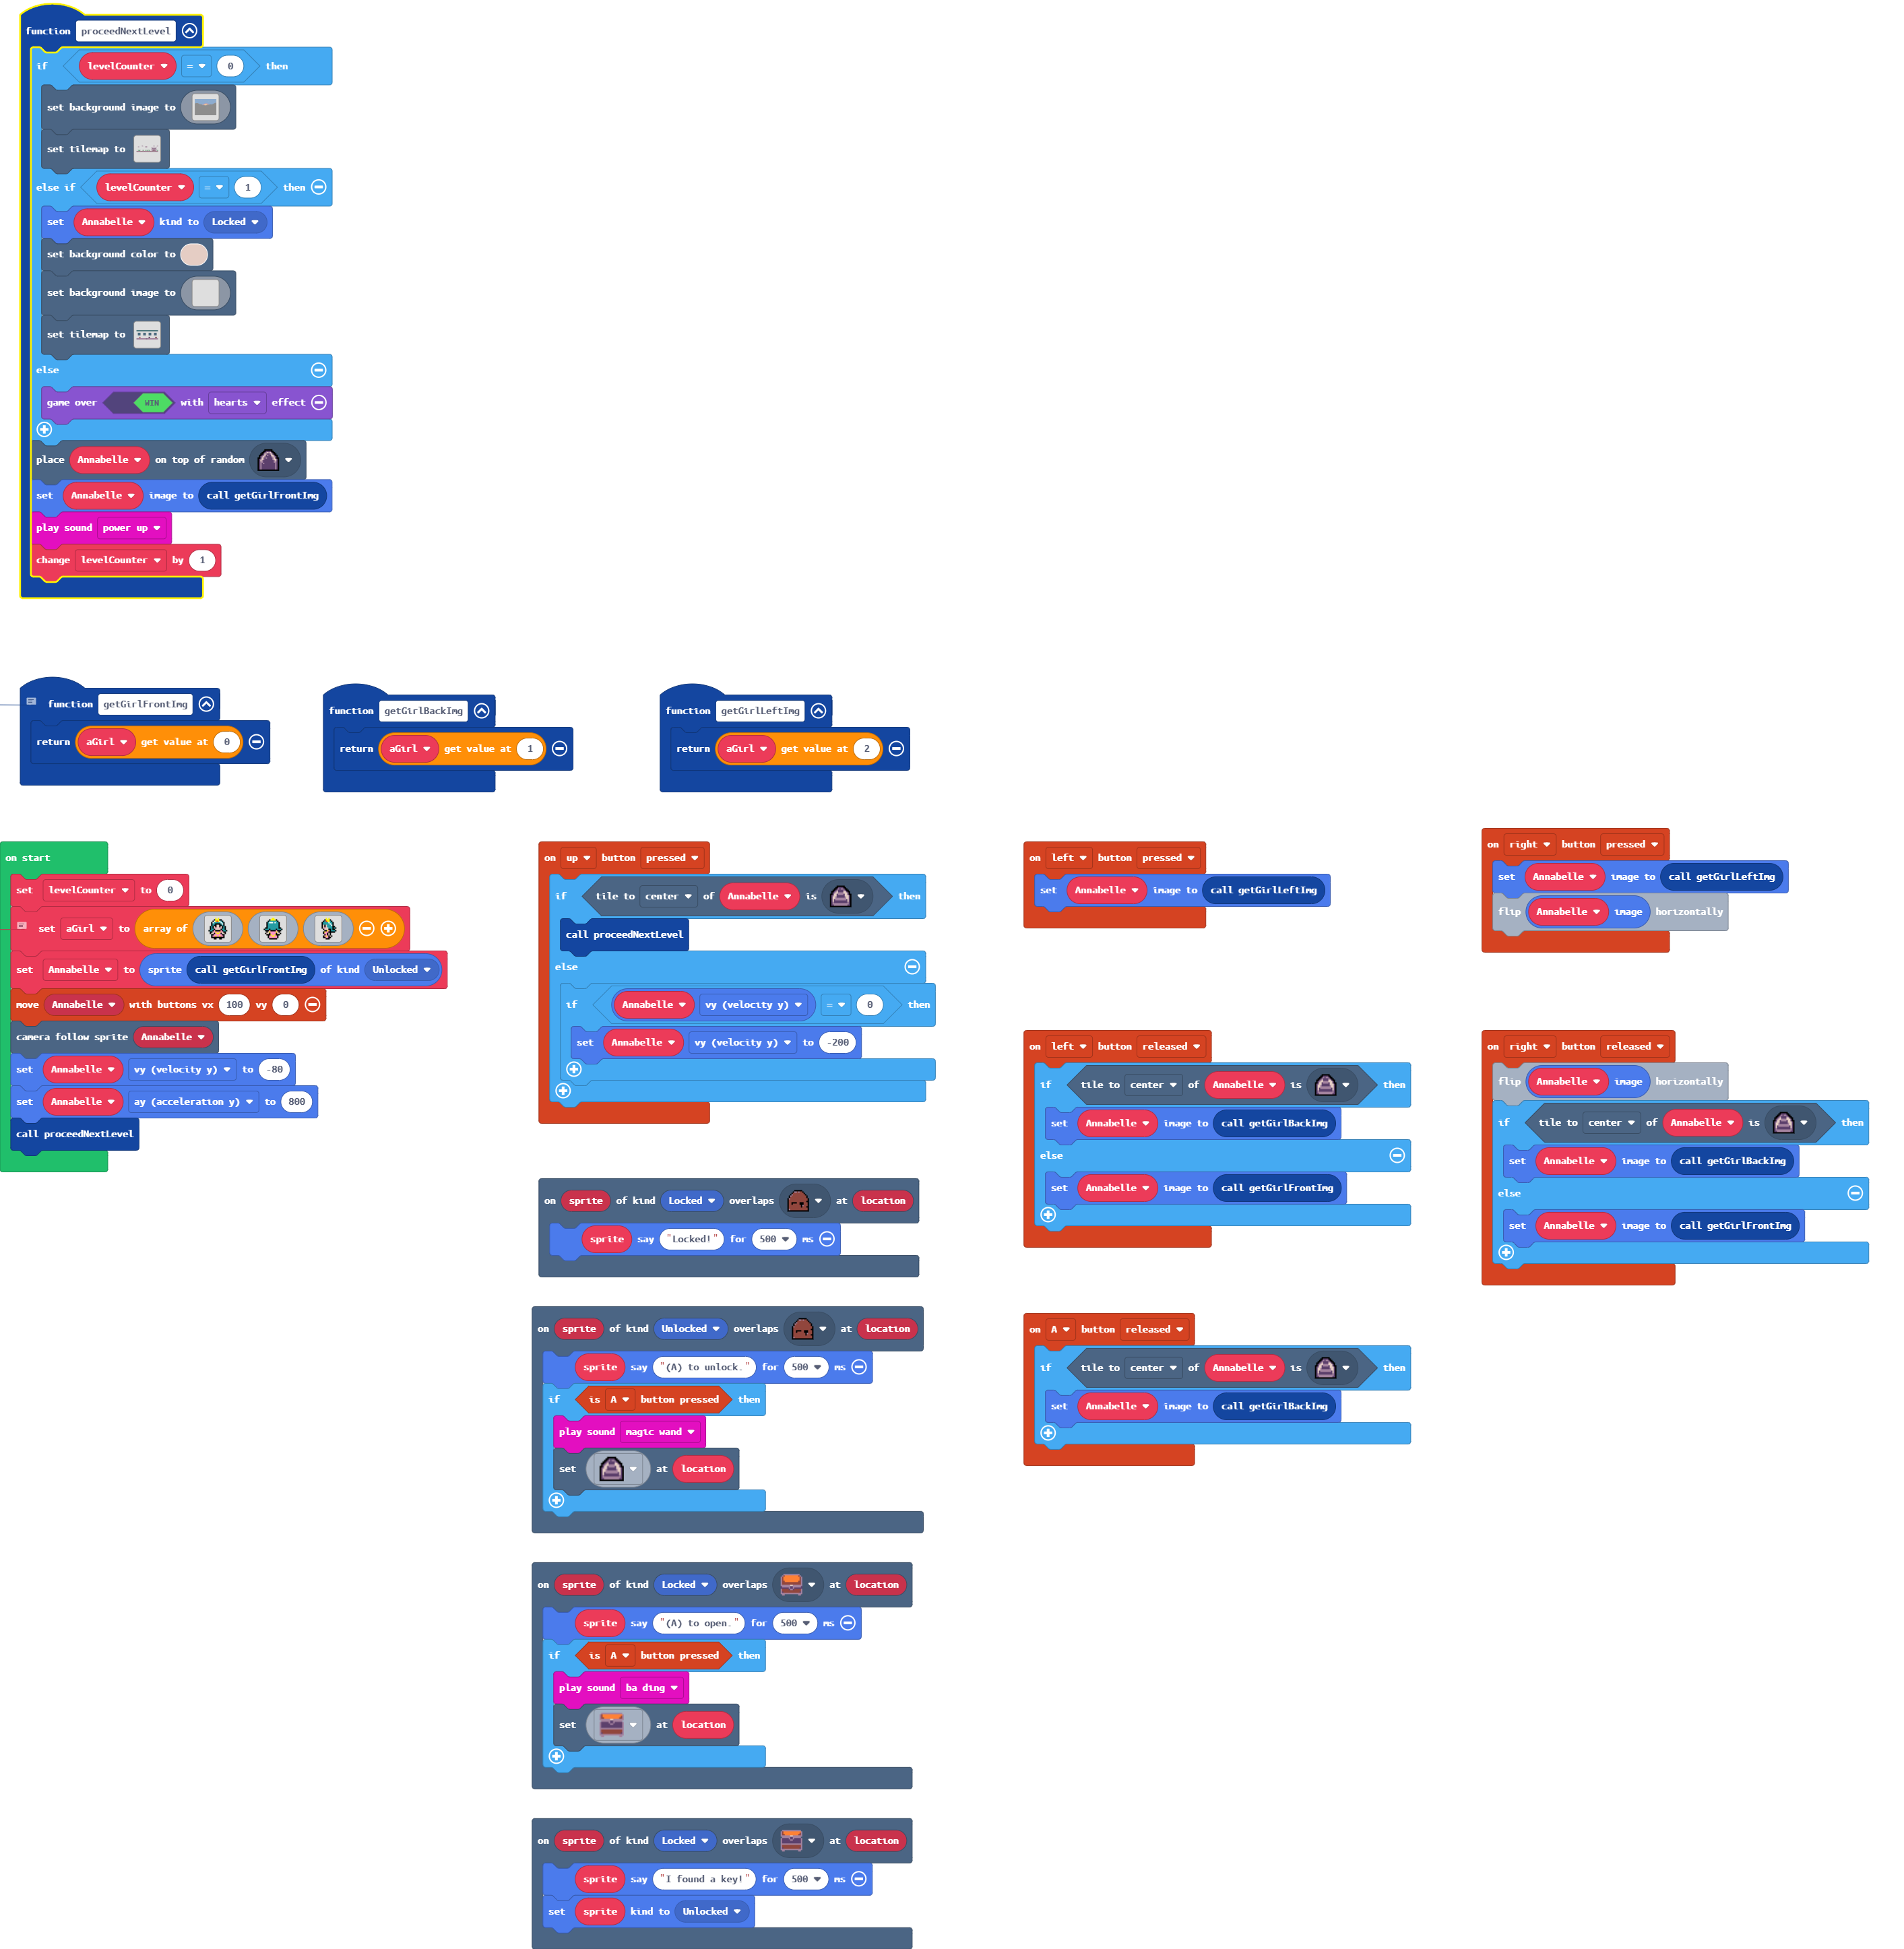 function proceedNextLevel
if levelCounter = 0 then
set background image to
set tilemap to
else if levelCounter = 1 then
set Annabelle kind to Locked
set background color to
set background image to
set tilemap to
else
game over WIN with hearts effect
place Annabelle on top of random
set Annabelle image to call getGirlFrontImg
play sound power up
change levelCounter by 1
function getGirlFrontImg
return aGirl get value at 0
function getGirlBackImg
return aGirl get value at 1
function getGirlLeftImg
return aGirl get value at 2
on start
set levelCounter to 0
set aGirl to array of
set Annabelle to sprite call getGirlFrontImg of kind Unlocked
move Annabelle with buttons vx 100 vy 0
camera follow sprite Annabelle
set Annabelle vy (velocity y) to -80
set Annabelle ay (acceleration y) to 800
call proceedNextLevel
on up button pressed
if tile to center of Annabelle is then
call proceedNextLevel
else
if Annabelle vy (velocity y) = 0 then
set Annabelle vy (velocity y) to -200
on sprite of kind Locked overlaps at location
sprite say "Locked!" for 500 ms
on sprite of kind Unlocked overlaps at location
sprite say "(A) to unlock." for 500 ms
if is A button pressed then
play sound magic wand
set at location
on sprite of kind Locked overlaps at location
sprite say "(A) to open." for 500 ms
if is A button pressed then
play sound ba ding
set at location
on sprite of kind Locked overlaps at location
sprite say "I found a key!" for 500 ms
set sprite kind to Unlocked
on left button pressed
set Annabelle image to call getGirlLeftImg
on left button released
if tile to center of Annabelle is then
set Annabelle image to call getGirlBackImg
else
set Annabelle image to call getGirlFrontImg
on A button released
if tile to center of Annabelle is then
set Annabelle image to call getGirlBackImg
on right button pressed
set Annabelle image to call getGirlLeftImg
flip Annabelle image horizontally
on right button released
flip Annabelle image horizontally
if tile to center of Annabelle is then
set Annabelle image to call getGirlBackImg
else
set Annabelle image to call getGirlFrontImg